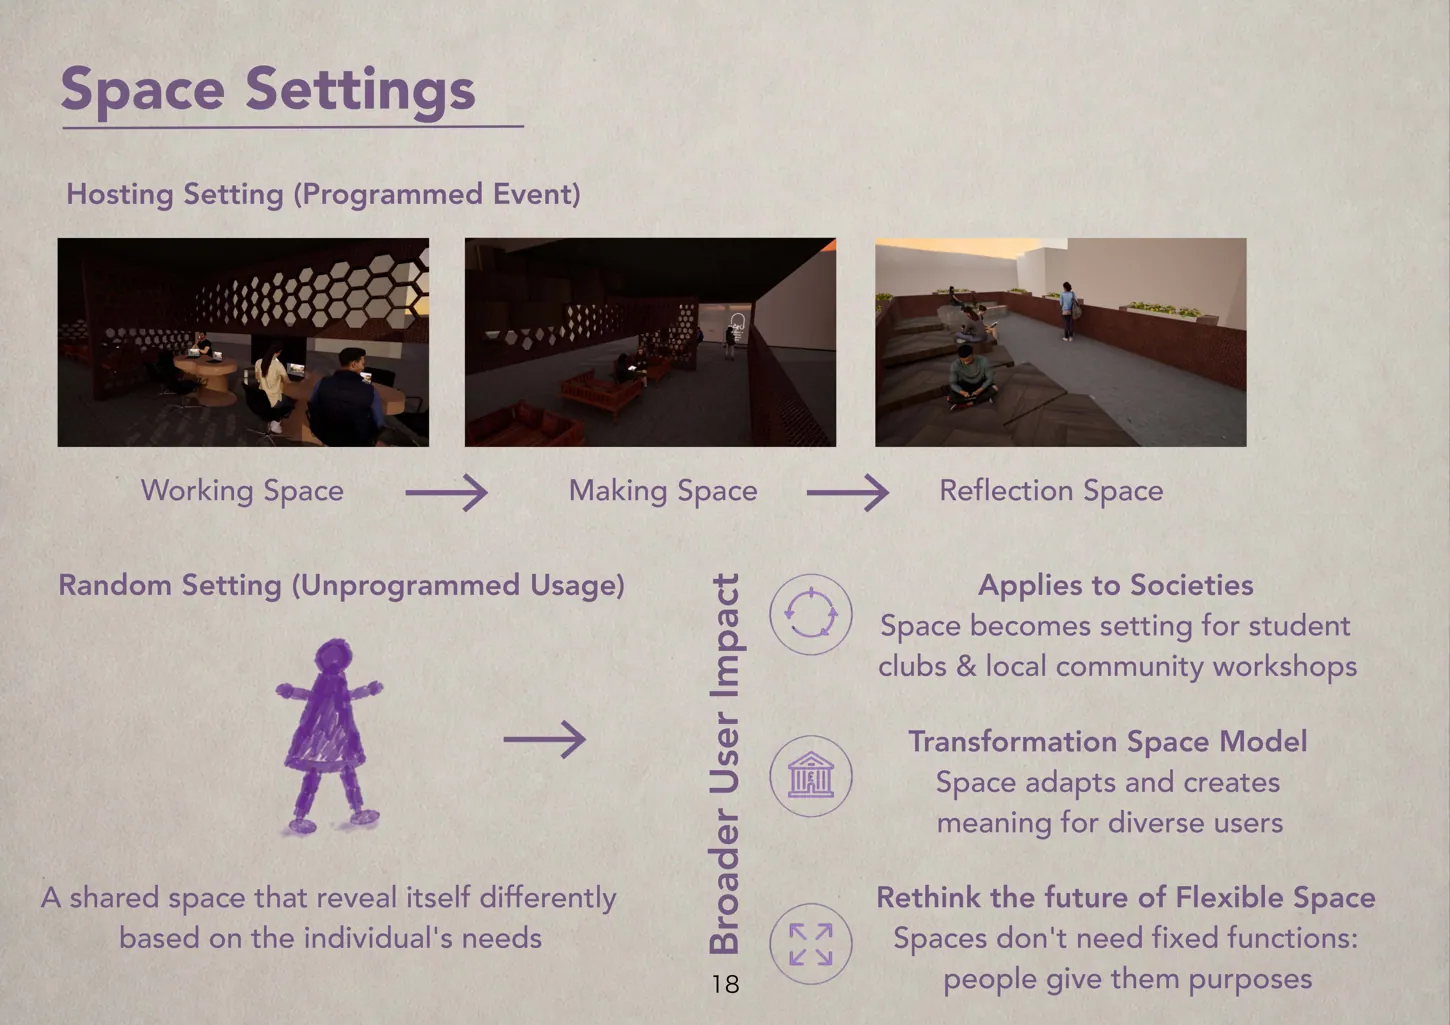 Space Settings
Hosting Setting (Programmed Event)
Working Space
Making Space
Reflection Space
Random Setting (Unprogrammed Usage)
A shared space that reveal itself differently
based on the individual's needs
Broader User Impact
Applies to Societies
Space becomes setting for student
clubs & local community workshops
Transformation Space Model
Space adapts and creates
meaning for diverse users
Rethink the future of Flexible Space
Spaces don't need fixed functions:
people give them purposes
18